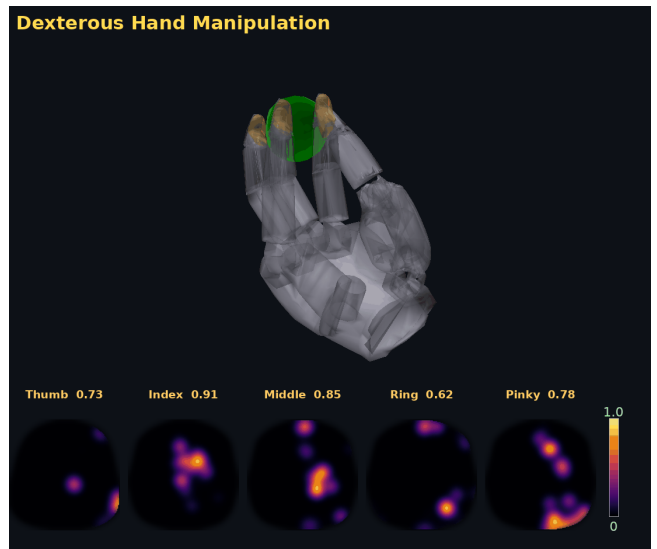 Dexterous Hand Manipulation
Thumb 0.73
Index 0.91
Middle 0.85
Ring 0.62
Pinky 0.78
1.0
0